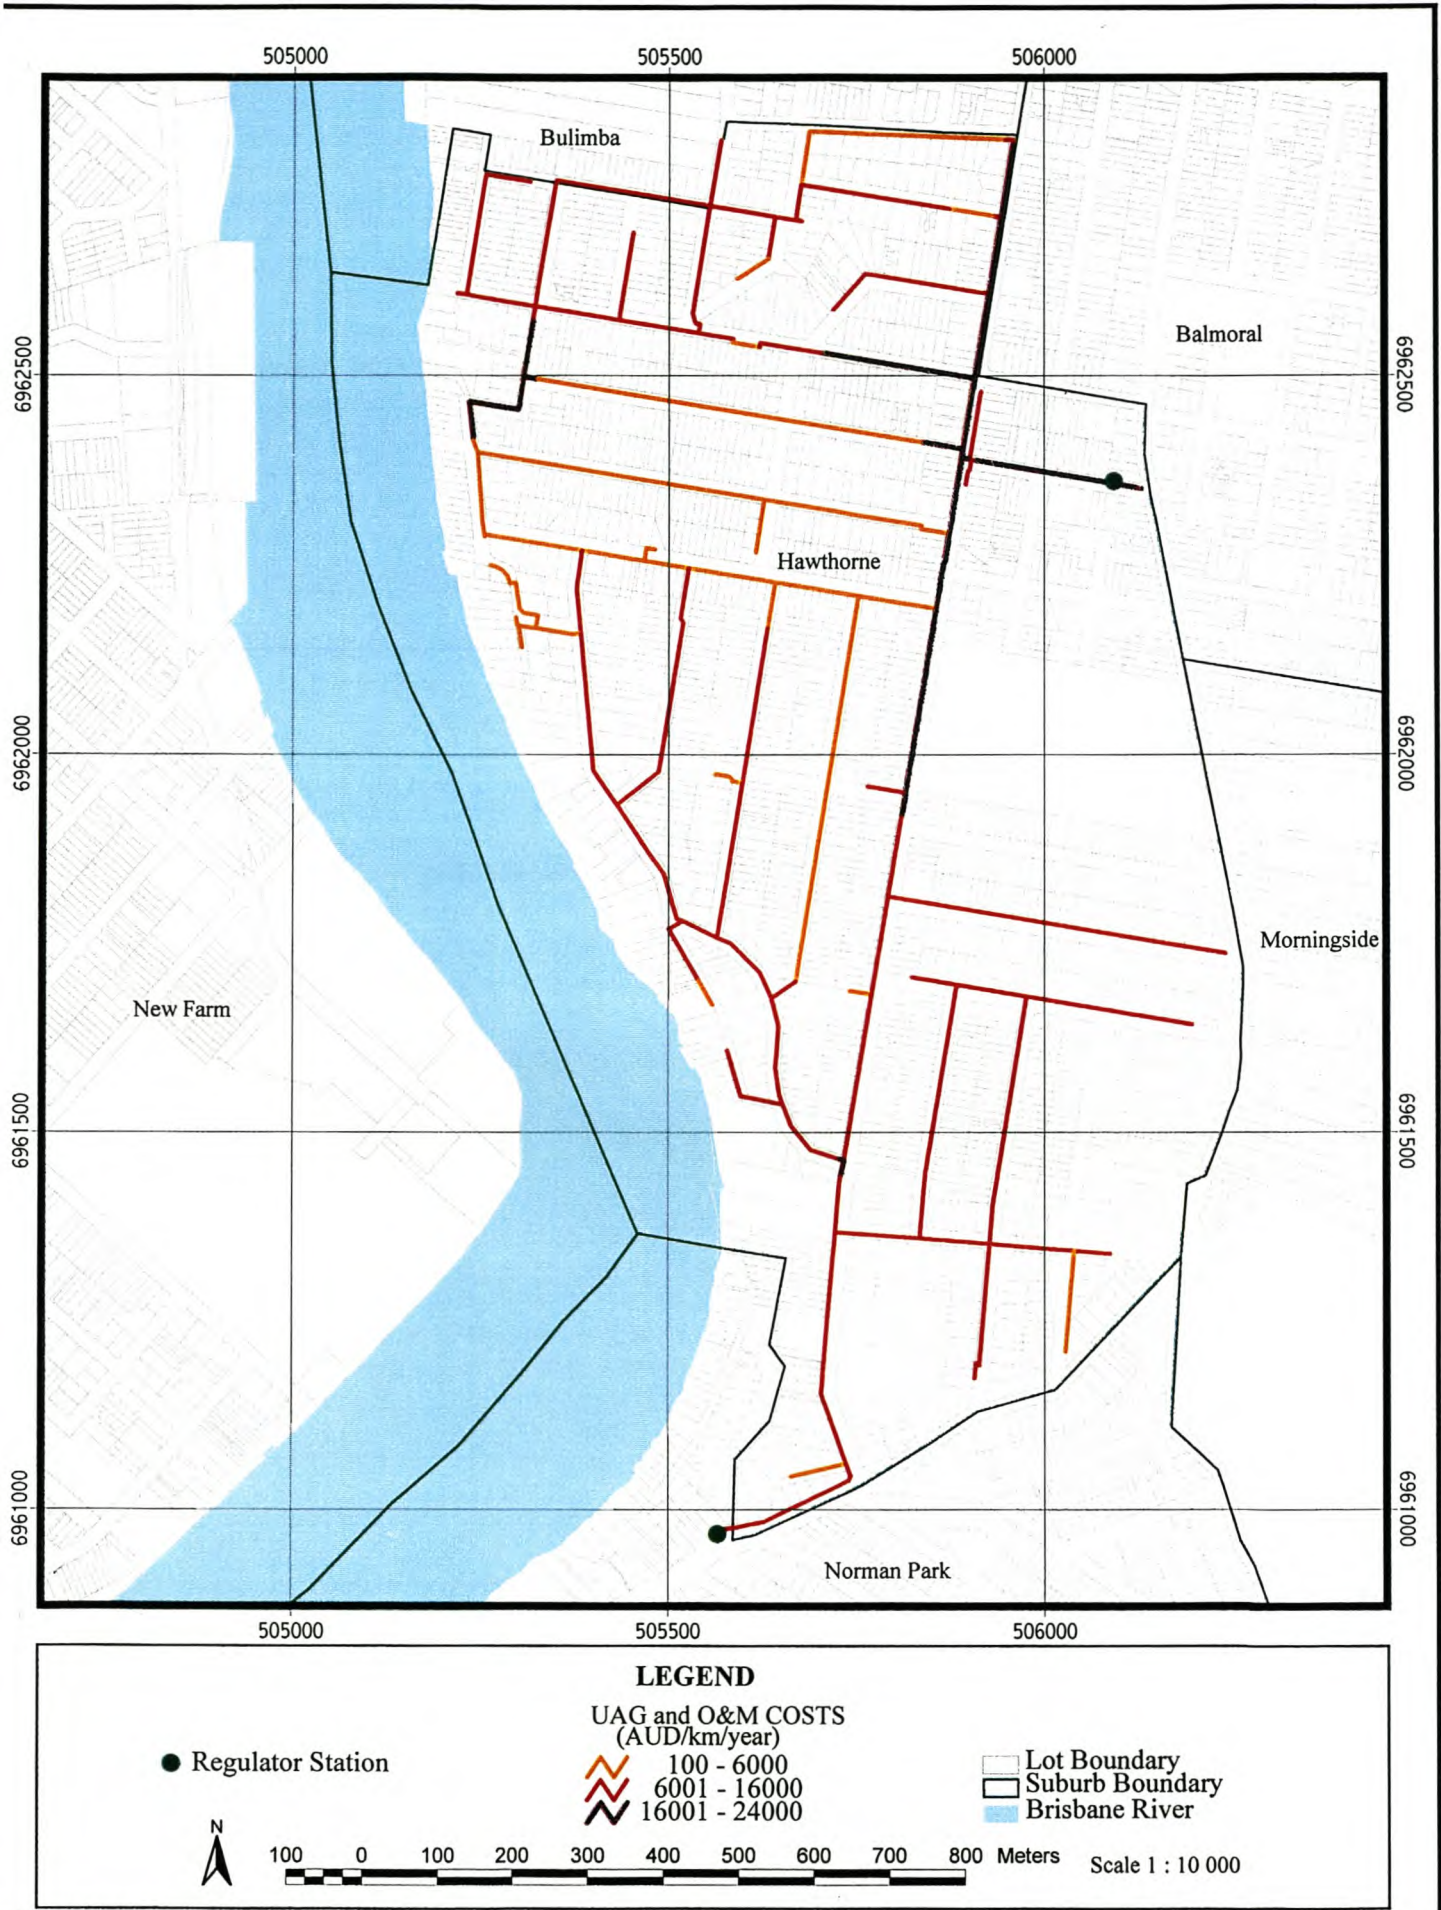 505000 505500 506000
Bulimba
Balmoral
6962500 6962500
Hawthorne
6962000 6962000
Morningside
New Farm
6961500 6961500
6961000 6961000
Norman Park
505000 505500 506000
LEGEND
UAG and O&M COSTS
(AUD/km/year)
Regulator Station
100 - 6000
6001 - 16000
16001 - 24000
Lot Boundary
Suburb Boundary
Brisbane River
N
100 0 100 200 300 400 500 600 700 800 Meters
Scale 1 : 10 000